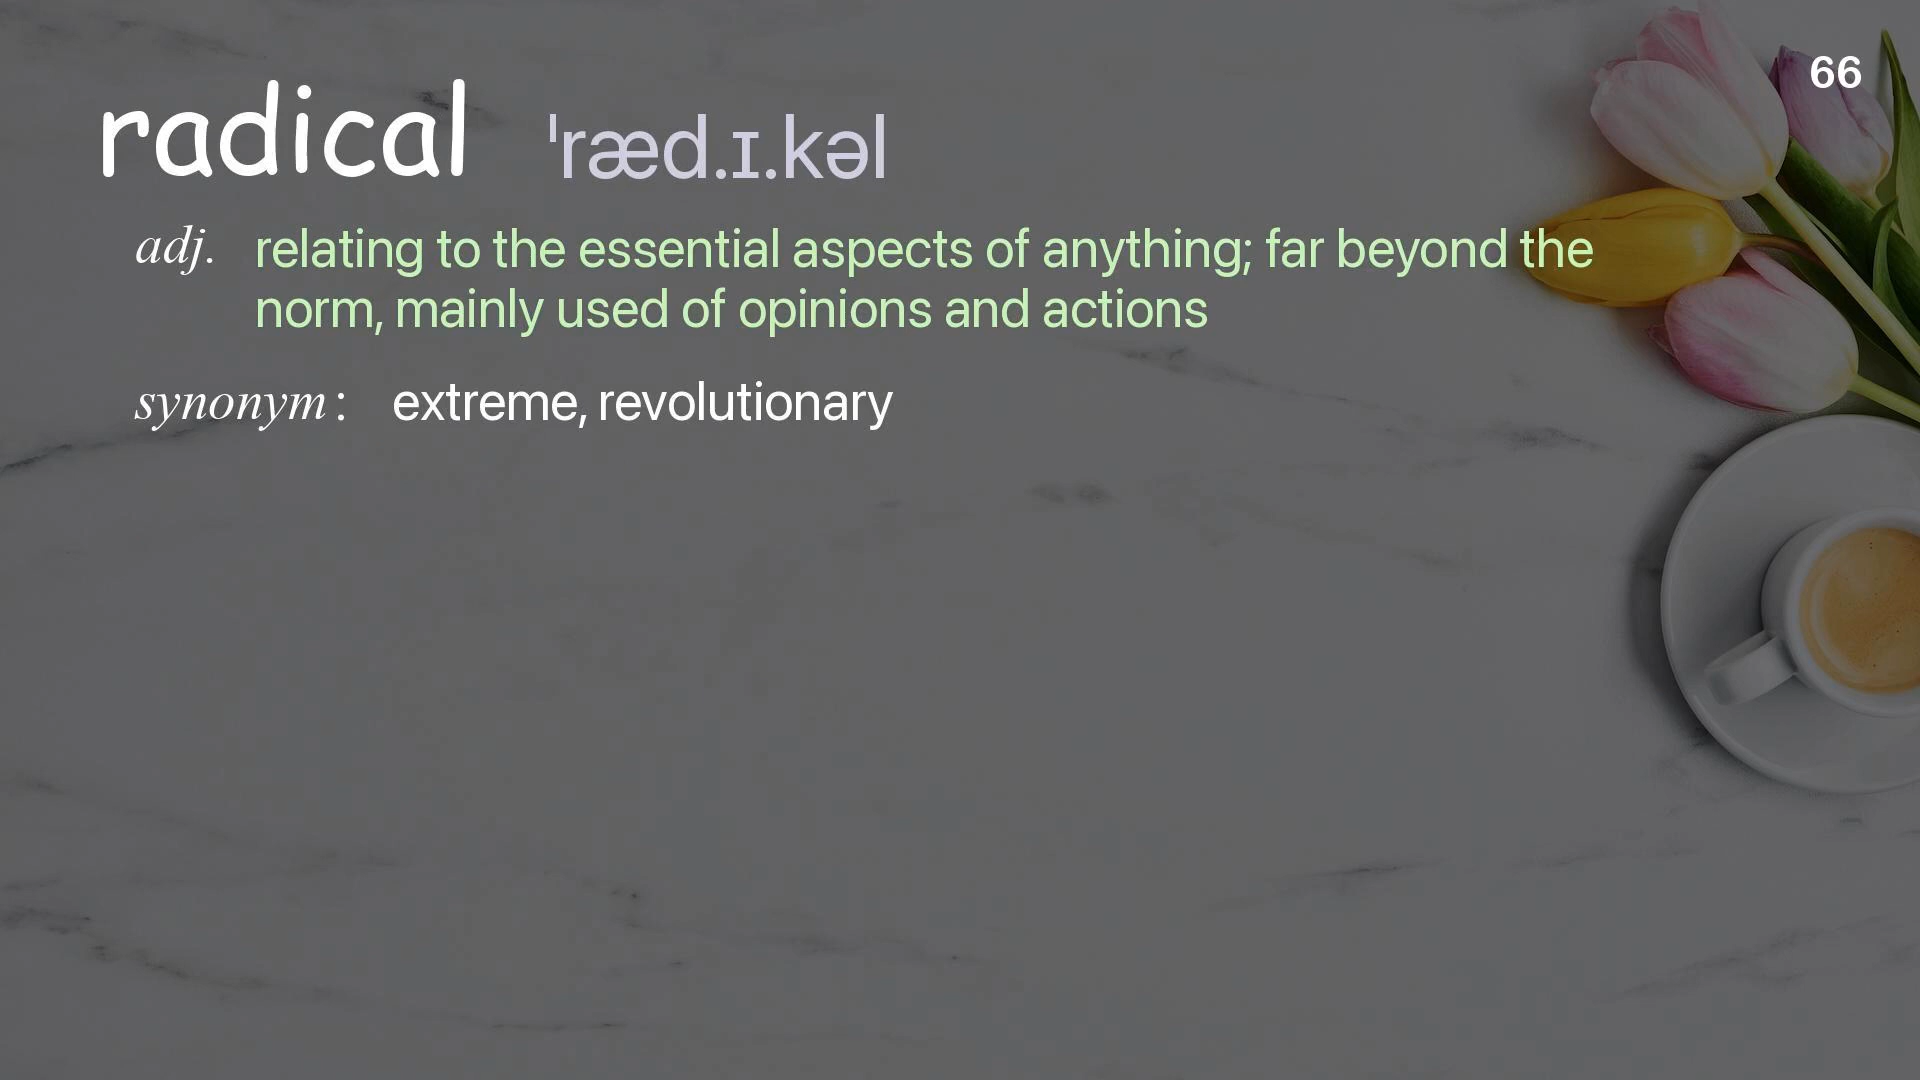 66
radical ˈræd.ɪ.kəl
adj. relating to the essential aspects of anything; far beyond the
norm, mainly used of opinions and actions
synonym: extreme, revolutionary